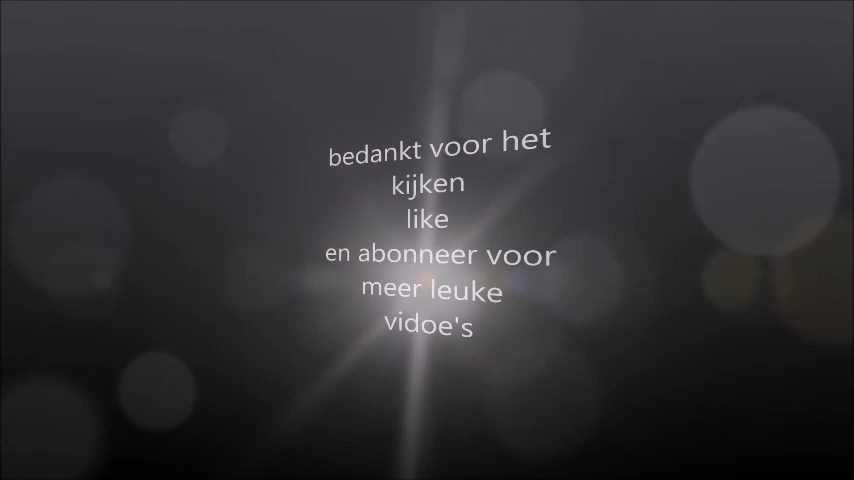 bedankt voor het
kijken
like
en abonneer voor
meer leuke
vidoe's